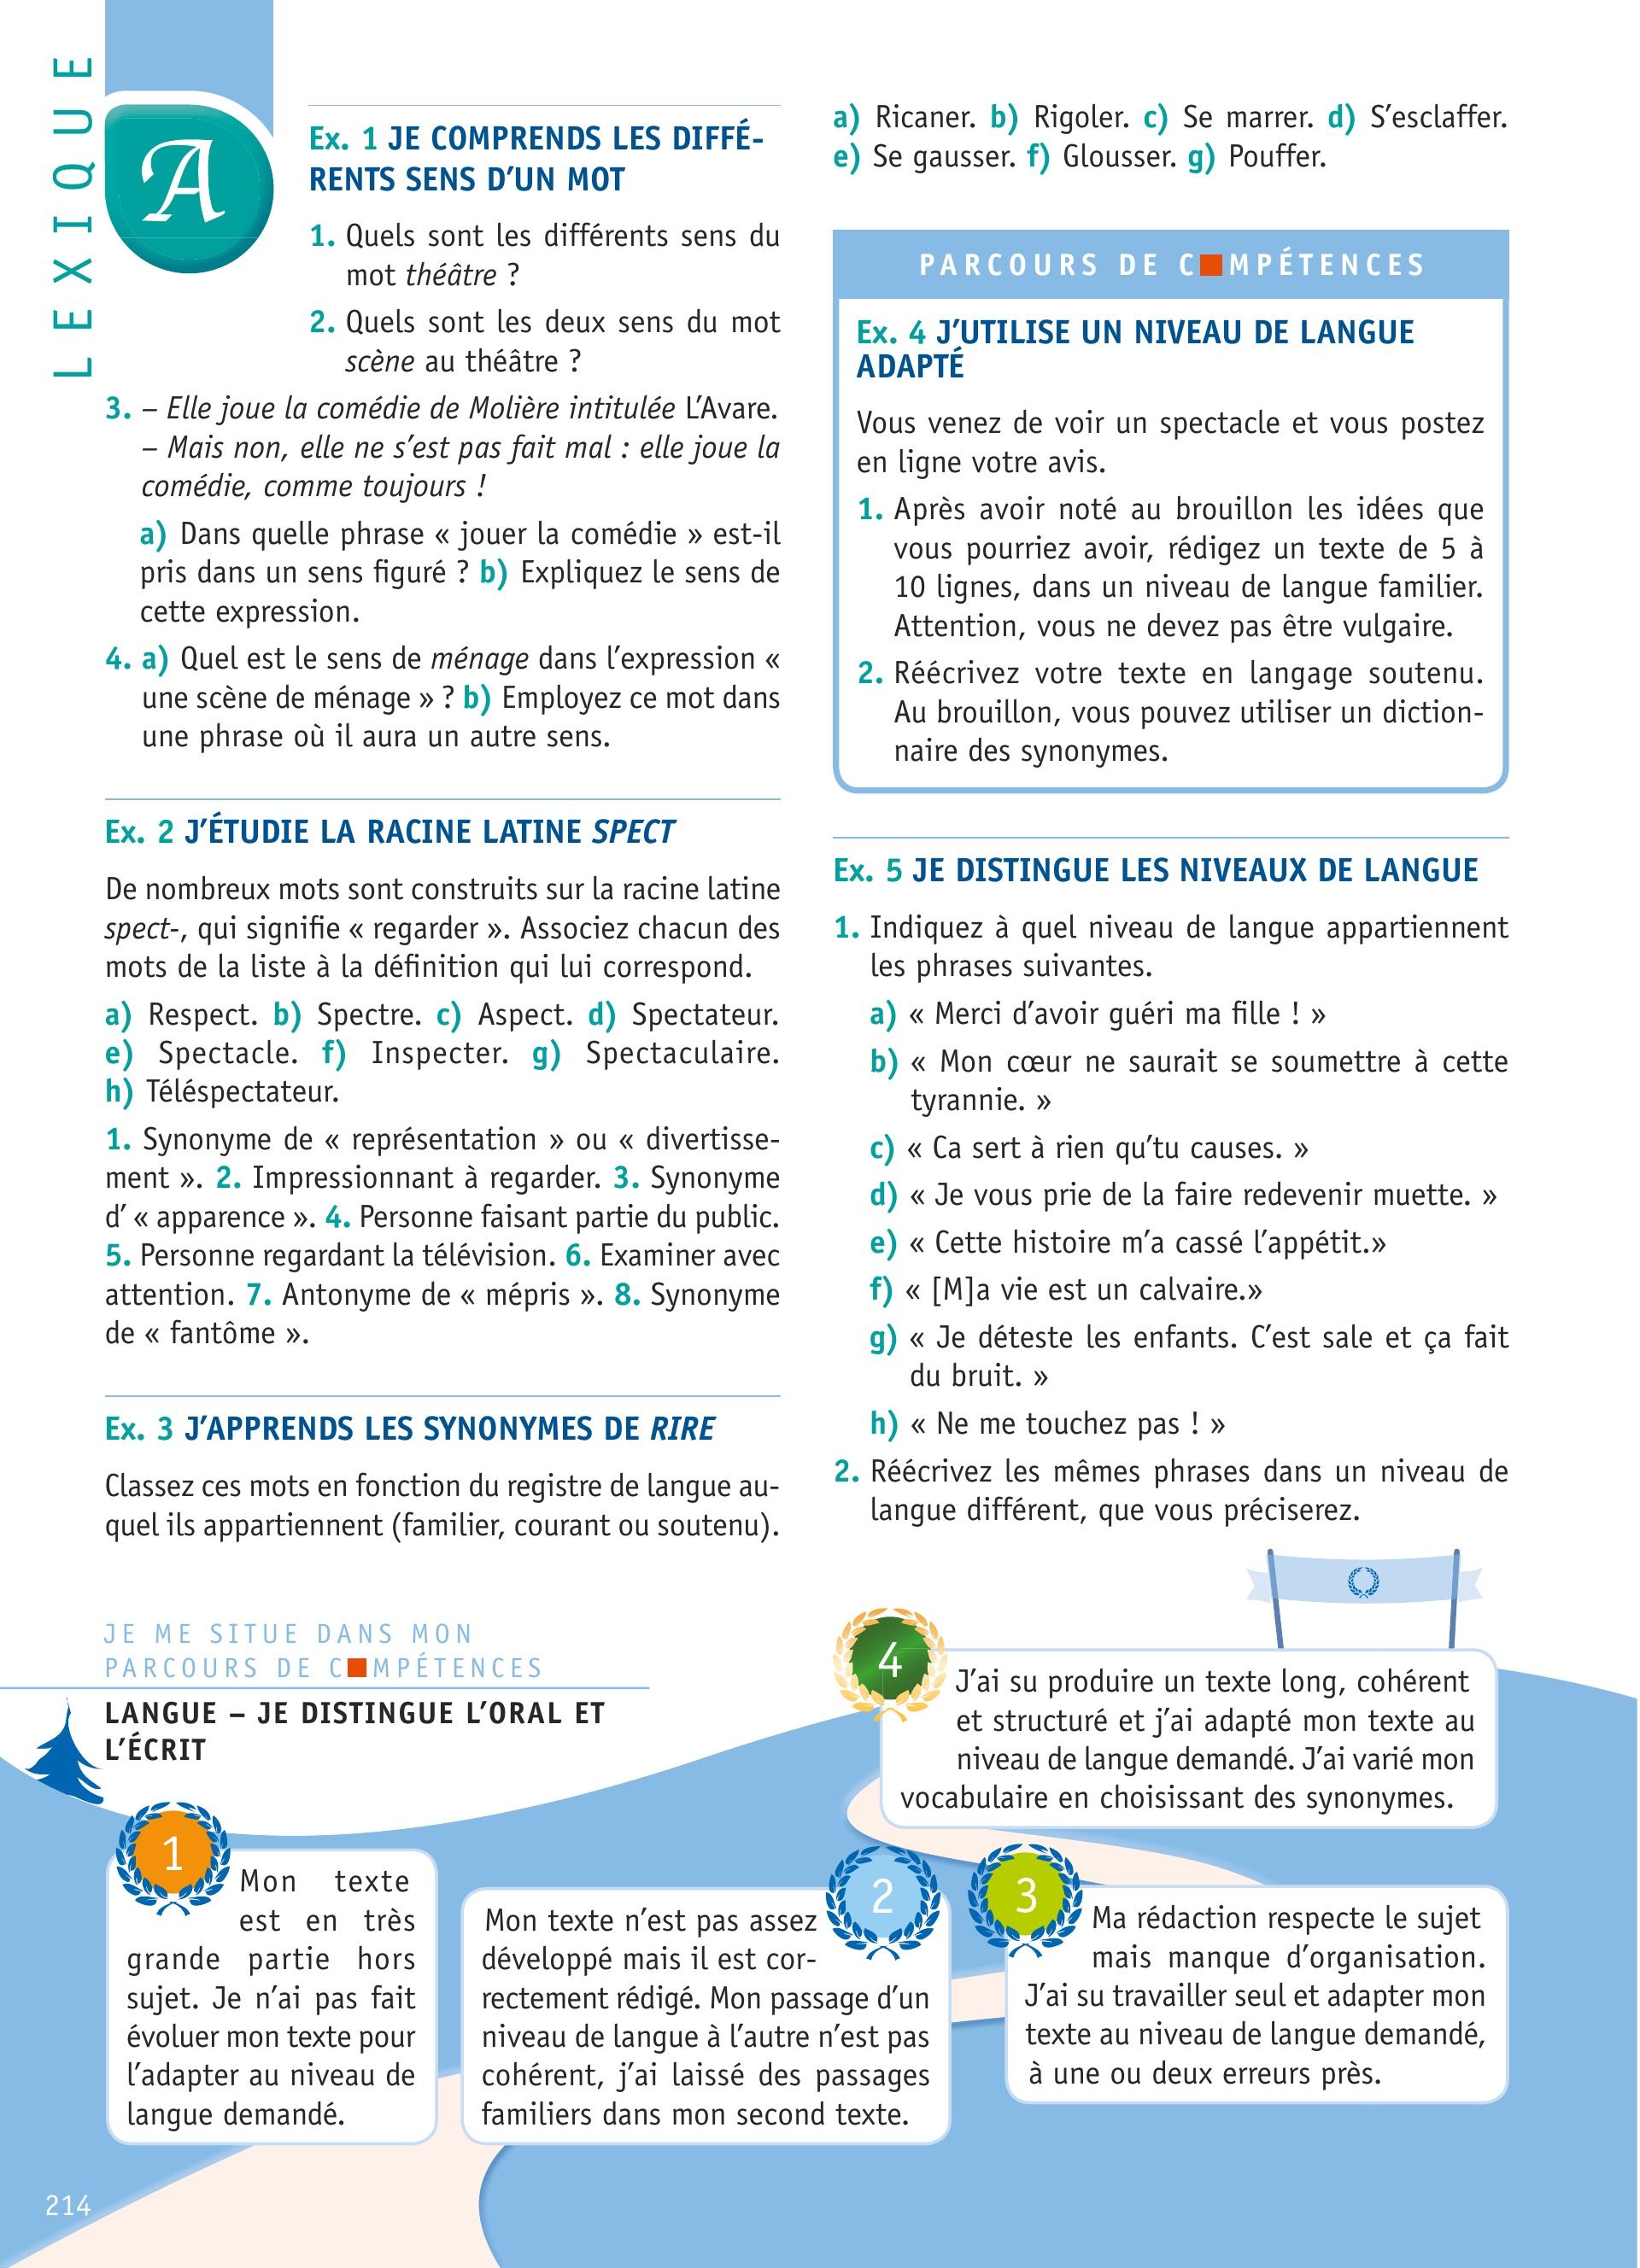 LEXIQUE
A
Ex. 1 JE COMPRENDS LES DIFFÉ-
RENTS SENS D’UN MOT
1. Quels sont les différents sens du
mot théâtre ?
2. Quels sont les deux sens du mot
scène au théâtre ?
3. – Elle joue la comédie de Molière intitulée L’Avare.
– Mais non, elle ne s’est pas fait mal : elle joue la
comédie, comme toujours !
a) Dans quelle phrase « jouer la comédie » est-il
pris dans un sens figuré ? b) Expliquez le sens de
cette expression.
4. a) Quel est le sens de ménage dans l’expression «
une scène de ménage » ? b) Employez ce mot dans
une phrase où il aura un autre sens.
Ex. 2 J’ÉTUDIE LA RACINE LATINE SPECT
De nombreux mots sont construits sur la racine latine
spect-, qui signifie « regarder ». Associez chacun des
mots de la liste à la définition qui lui correspond.
a) Respect. b) Spectre. c) Aspect. d) Spectateur.
e) Spectacle. f) Inspecter. g) Spectaculaire.
h) Téléspectateur.
1. Synonyme de « représentation » ou « divertisse-
ment ». 2. Impressionnant à regarder. 3. Synonyme
d’ « apparence ». 4. Personne faisant partie du public.
5. Personne regardant la télévision. 6. Examiner avec
attention. 7. Antonyme de « mépris ». 8. Synonyme
de « fantôme ».
Ex. 3 J’APPRENDS LES SYNONYMES DE RIRE
Classez ces mots en fonction du registre de langue au-
quel ils appartiennent (familier, courant ou soutenu).
a) Ricaner. b) Rigoler. c) Se marrer. d) S’esclaffer.
e) Se gausser. f) Glousser. g) Pouffer.
PARCOURS DE C■MPÉTENCES
Ex. 4 J’UTILISE UN NIVEAU DE LANGUE
ADAPTÉ
Vous venez de voir un spectacle et vous postez
en ligne votre avis.
1. Après avoir noté au brouillon les idées que
vous pourriez avoir, rédigez un texte de 5 à
10 lignes, dans un niveau de langue familier.
Attention, vous ne devez pas être vulgaire.
2. Réécrivez votre texte en langage soutenu.
Au brouillon, vous pouvez utiliser un diction-
naire des synonymes.
Ex. 5 JE DISTINGUE LES NIVEAUX DE LANGUE
1. Indiquez à quel niveau de langue appartiennent
les phrases suivantes.
a) « Merci d’avoir guéri ma fille ! »
b) « Mon cœur ne saurait se soumettre à cette
tyrannie. »
c) « Ca sert à rien qu’tu causes. »
d) « Je vous prie de la faire redevenir muette. »
e) « Cette histoire m’a cassé l’appétit.»
f) « [M]a vie est un calvaire.»
g) « Je déteste les enfants. C’est sale et ça fait
du bruit. »
h) « Ne me touchez pas ! »
2. Réécrivez les mêmes phrases dans un niveau de
langue différent, que vous préciserez.
JE ME SITUE DANS MON
PARCOURS DE C■MPÉTENCES
LANGUE – JE DISTINGUE L’ORAL ET
L’ÉCRIT
1
Mon texte
est en très
grande partie hors
sujet. Je n’ai pas fait
évoluer mon texte pour
l’adapter au niveau de
langue demandé.
2
Mon texte n’est pas assez
développé mais il est cor-
rectement rédigé. Mon passage d’un
niveau de langue à l’autre n’est pas
cohérent, j’ai laissé des passages
familiers dans mon second texte.
3
Ma rédaction respecte le sujet
mais manque d’organisation.
J’ai su travailler seul et adapter mon
texte au niveau de langue demandé,
à une ou deux erreurs près.
4
J’ai su produire un texte long, cohérent
et structuré et j’ai adapté mon texte au
niveau de langue demandé. J’ai varié mon
vocabulaire en choisissant des synonymes.
214